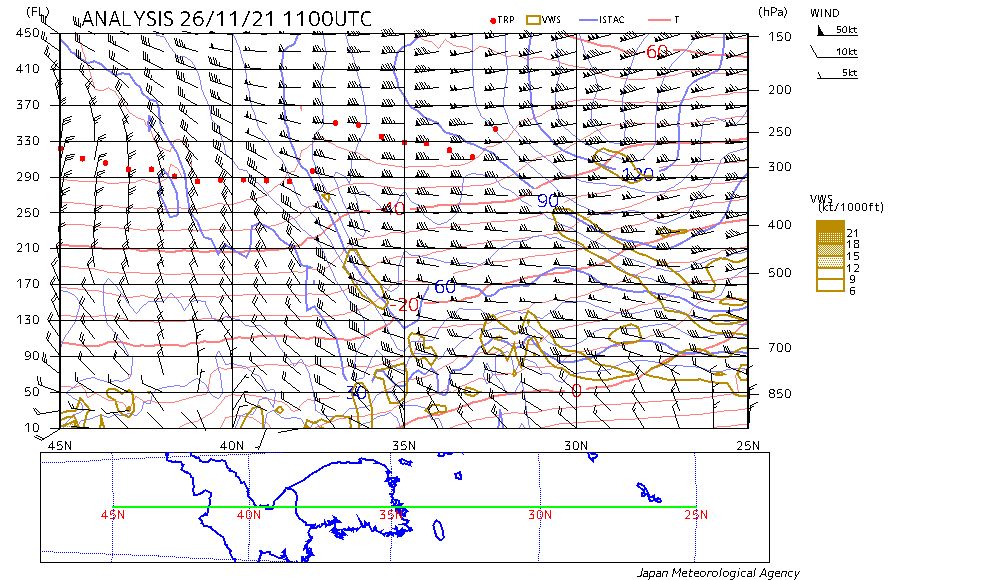 (FL) ANALYSIS 26/11/21 1100UTC TRP VWS ISTAC T (hPa) WIND
450 60 150 50kt
410 10kt
370 200 5kt
330 250
290 120 300
250 -40 90 VWS
(kt/1000ft)
210 400 21
18
170 60 500 15
12
130 -20 9
6
90 700
50 30 0 850
10
45N 40N 35N 30N 25N
45N 40N 35N 30N 25N
Japan Meteorological Agency